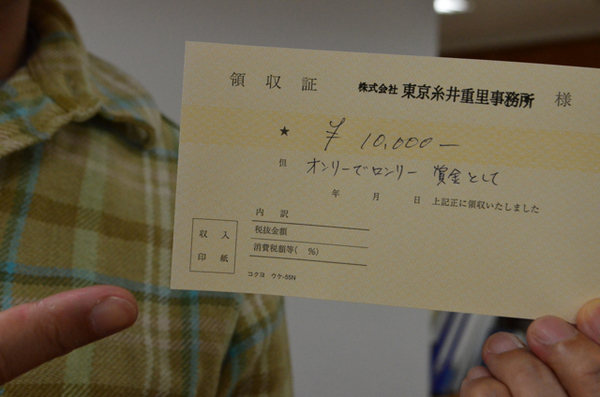 領収証 株式会社 東京糸井重里事務所 様
★ ¥10,000—
但 オンリーでロンリー 賞金として
年 月 日 上記正に領収いたしました
内訳
税抜金額
消費税額等( %)
収入
印紙
コクヨ ウケ-55N